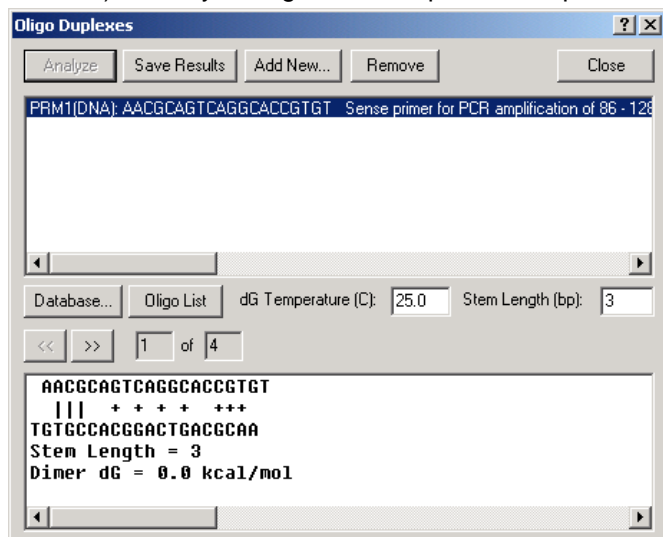 Oligo Duplexes
Analyze Save Results Add New... Remove Close
PRM1(DNA): AACGCAGTCAGGCACCGTGT Sense primer for PCR amplification of 86 - 128
Database... Oligo List dG Temperature (C): 25.0 Stem Length (bp): 3
<< >> 1 of 4
AACGCAGTCAGGCACCGTGT
||| + + + + +++
TGTGCCACGGACTGACGCAA
Stem Length = 3
Dimer dG = 0.0 kcal/mol